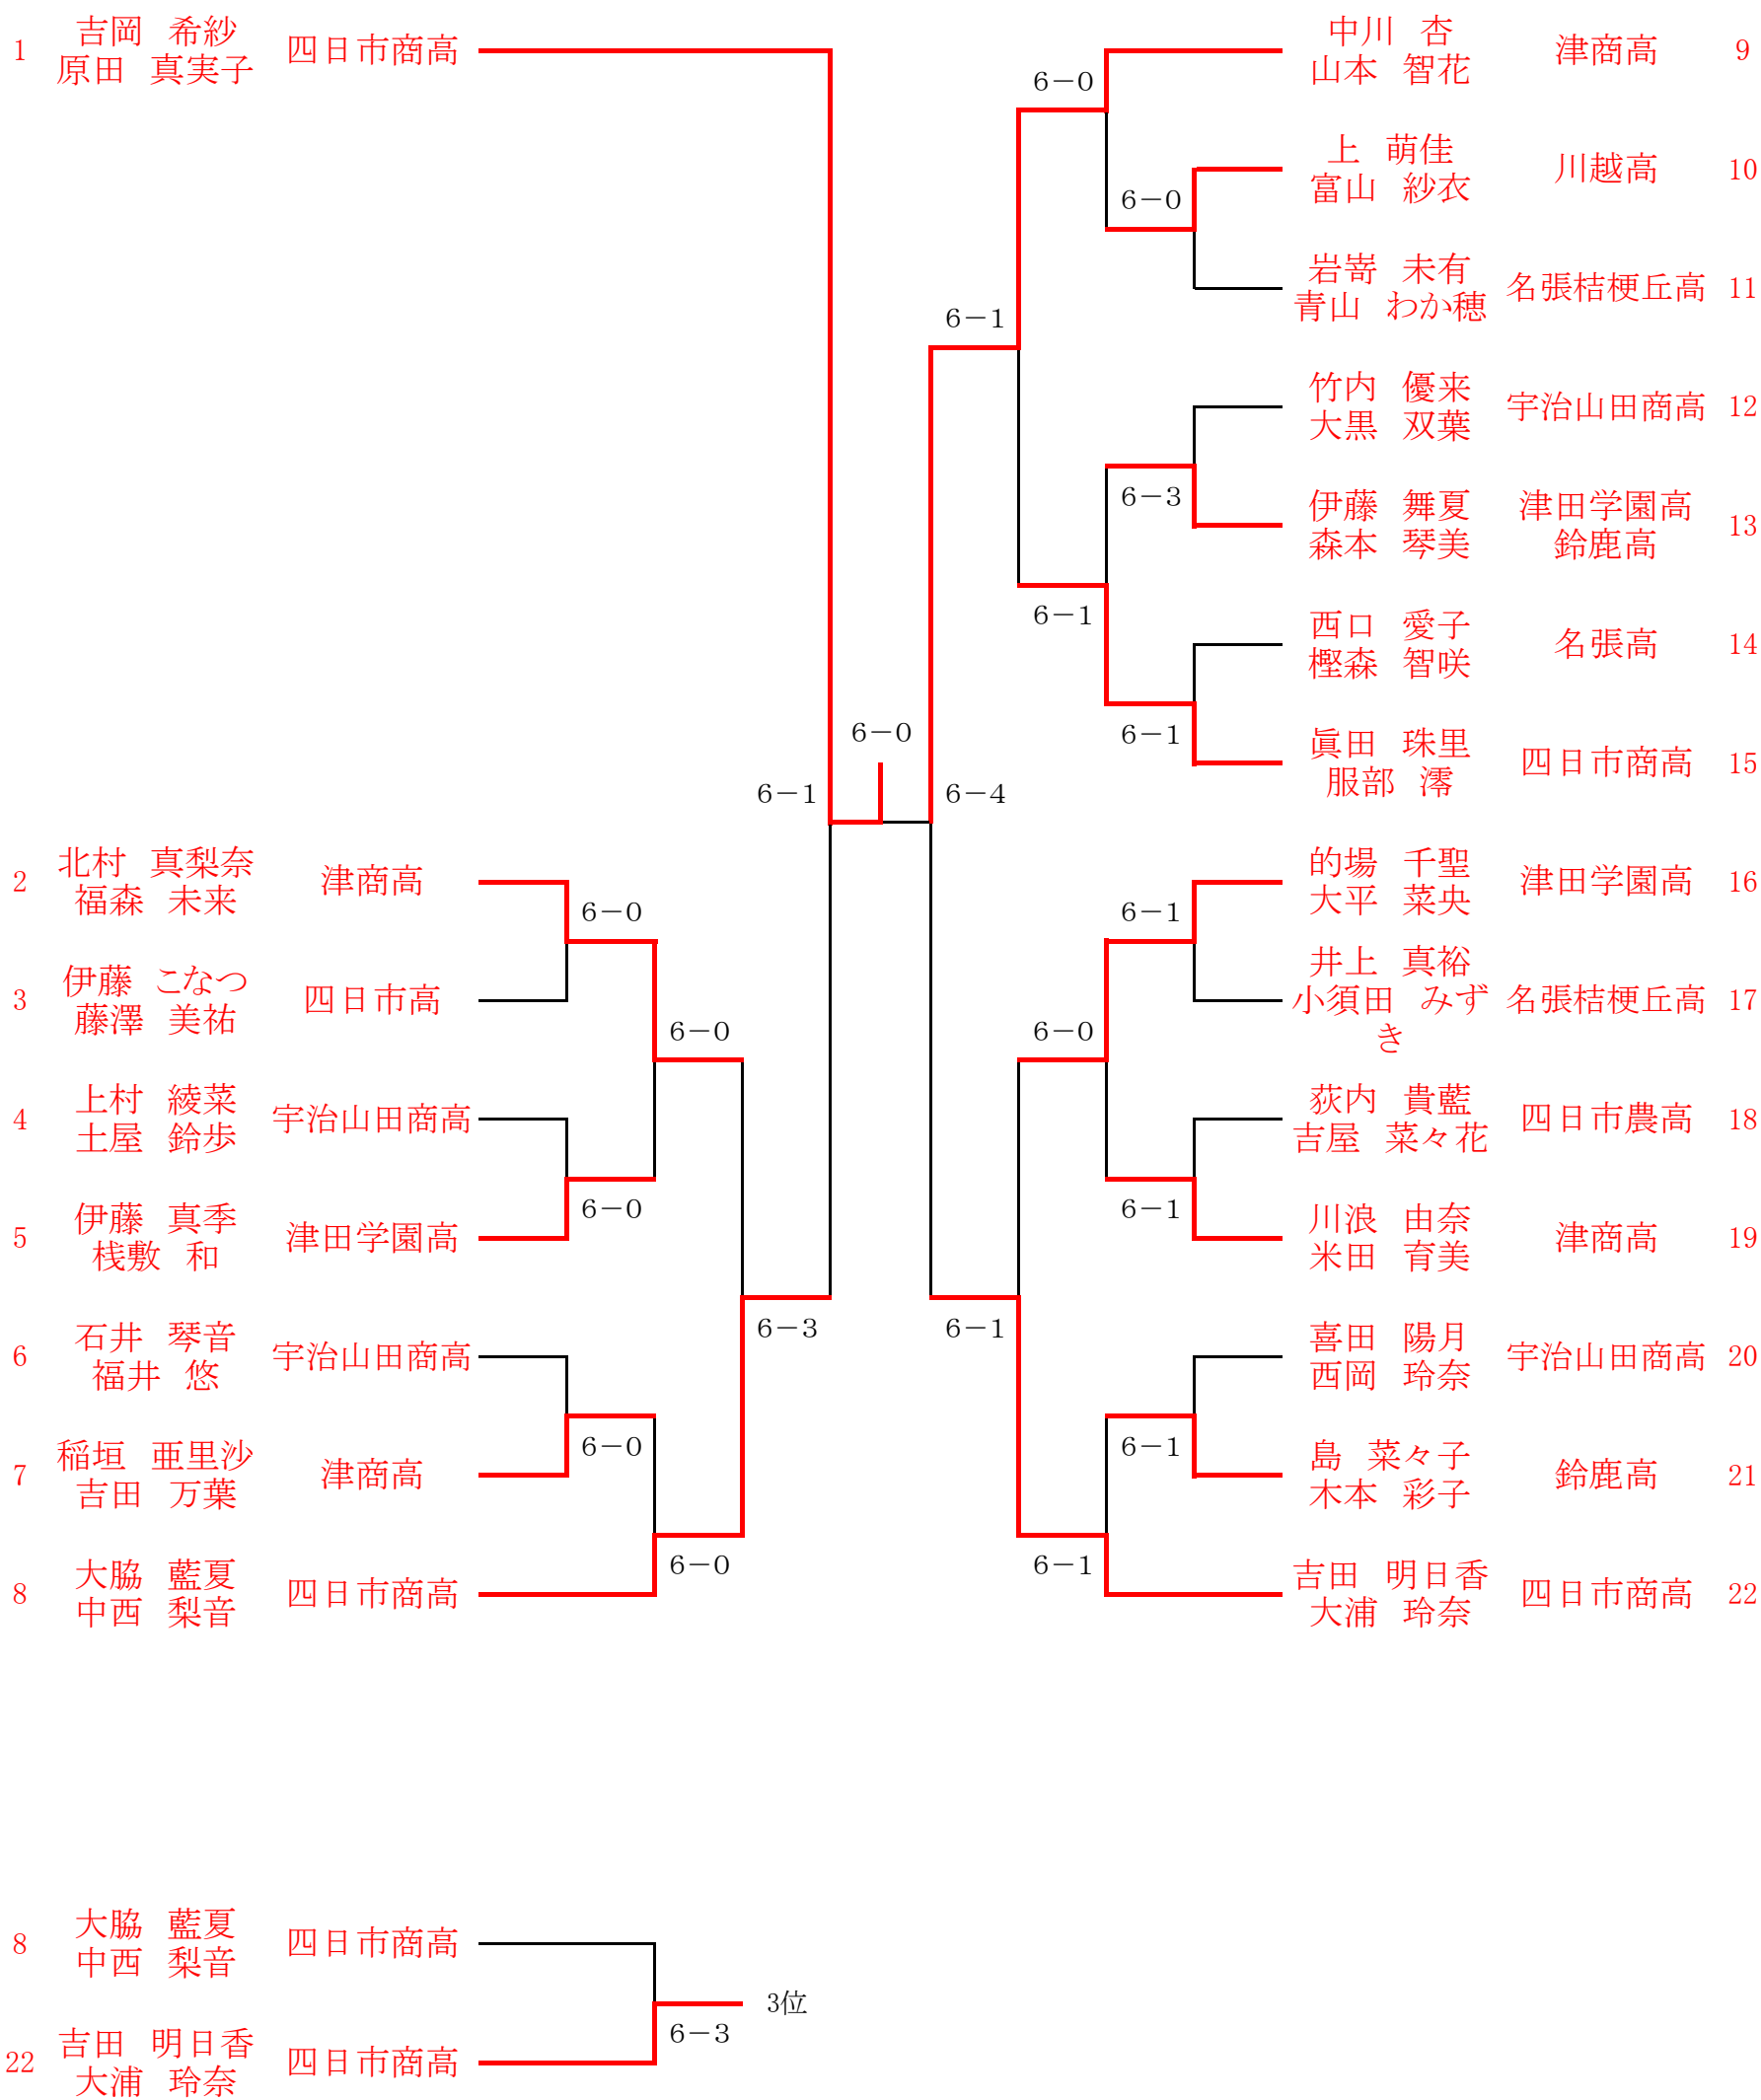 1 吉岡 希紗 四日市商高
原田 真実子
2 北村 真梨奈 津商高
福森 未来
3 伊藤 こなつ 四日市高
藤澤 美祐
4 上村 綾菜 宇治山田商高
土屋 鈴歩
5 伊藤 真季 津田学園高
桟敷 和
6 石井 琴音 宇治山田商高
福井 悠
7 稲垣 亜里沙 津商高
吉田 万葉
8 大脇 藍夏 四日市商高
中西 梨音
6－0
6－0
6－0
6－0
6－0
6－3
6－1
6－0
6－4
6－1
6－0
6－0
6－3
6－1
6－1
6－1
6－0
6－1
6－1
6－1
6－1
中川 杏 津商高 9
山本 智花
上 萌佳 川越高 10
富山 紗衣
岩嵜 未有 名張桔梗丘高 11
青山 わか穂
竹内 優来 宇治山田商高 12
大黒 双葉
伊藤 舞夏 津田学園高 13
森本 琴美 鈴鹿高
西口 愛子 名張高 14
樫森 智咲
眞田 珠里 四日市商高 15
服部 澪
的場 千聖 津田学園高 16
大平 菜央
井上 真裕
小須田 みず 名張桔梗丘高 17
き
荻内 貴藍 四日市農高 18
吉屋 菜々花
川浪 由奈 津商高 19
米田 育美
喜田 陽月 宇治山田商高 20
西岡 玲奈
島 菜々子 鈴鹿高 21
木本 彩子
吉田 明日香 四日市商高 22
大浦 玲奈
8 大脇 藍夏 四日市商高
中西 梨音
3位
6－3
22 吉田 明日香 四日市商高
大浦 玲奈